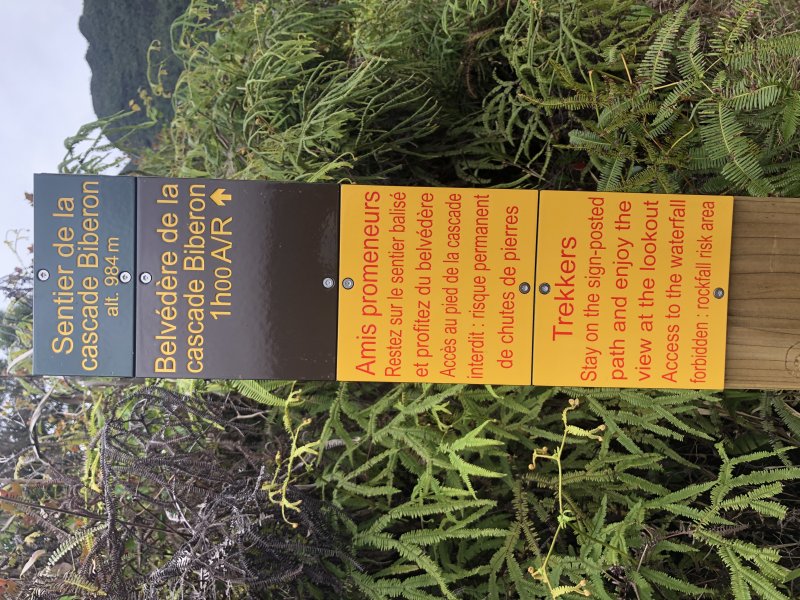 Sentier de la
cascade Biberon
alt. 984 m
Belvédère de la
cascade Biberon
1h00 A/R ↑
Amis promeneurs
Restez sur le sentier balisé
et profitez du belvédère
Accès au pied de la cascade
interdit : risque permanent
de chutes de pierres
Trekkers
Stay on the sign-posted
path and enjoy the
view at the lookout
Access to the waterfall
forbidden : rockfall risk area